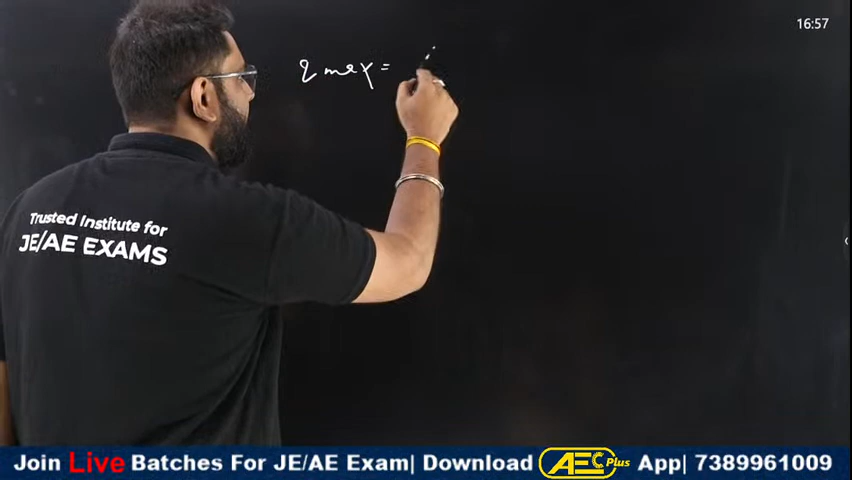 16:57
q max =
Trusted Institute for
JE/AE EXAMS
Join Live Batches For JE/AE Exam| Download AEC Plus App| 7389961009